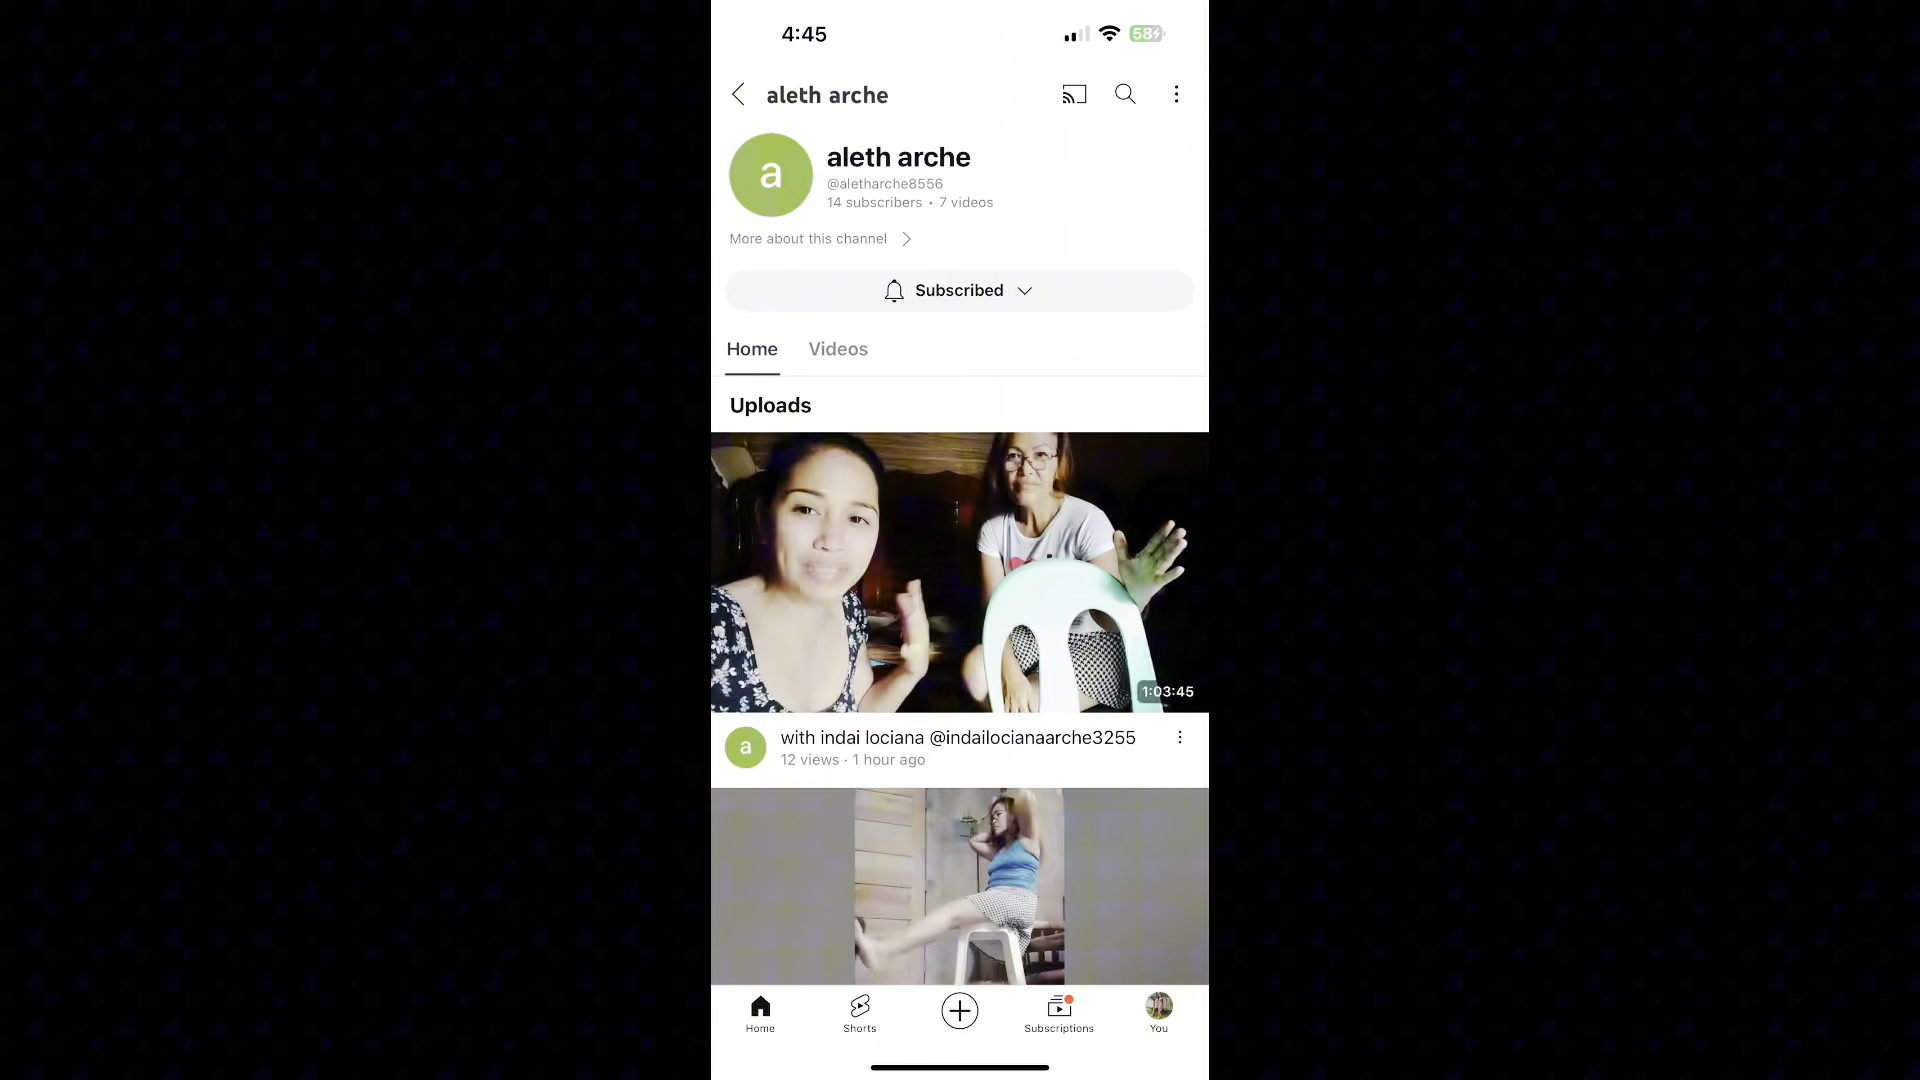 4:45
58
aleth arche
a
aleth arche
@aletharche8556
14 subscribers • 7 videos
More about this channel
Subscribed
Home Videos
Uploads
1:03:45
a
with indai lociana @indailocianaarche3255
12 views · 1 hour ago
Home Shorts Subscriptions You